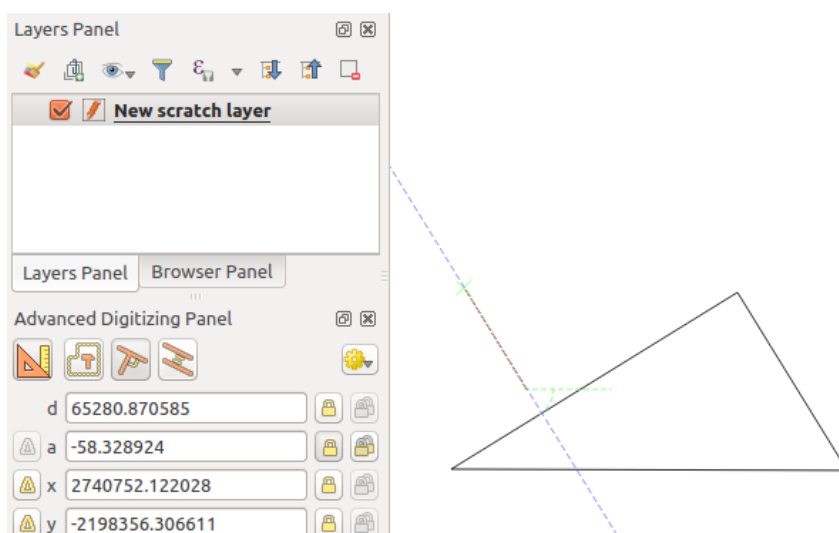 Layers Panel
New scratch layer
Layers Panel Browser Panel
Advanced Digitizing Panel
d 65280.870585
a -58.328924
x 2740752.122028
y -2198356.306611